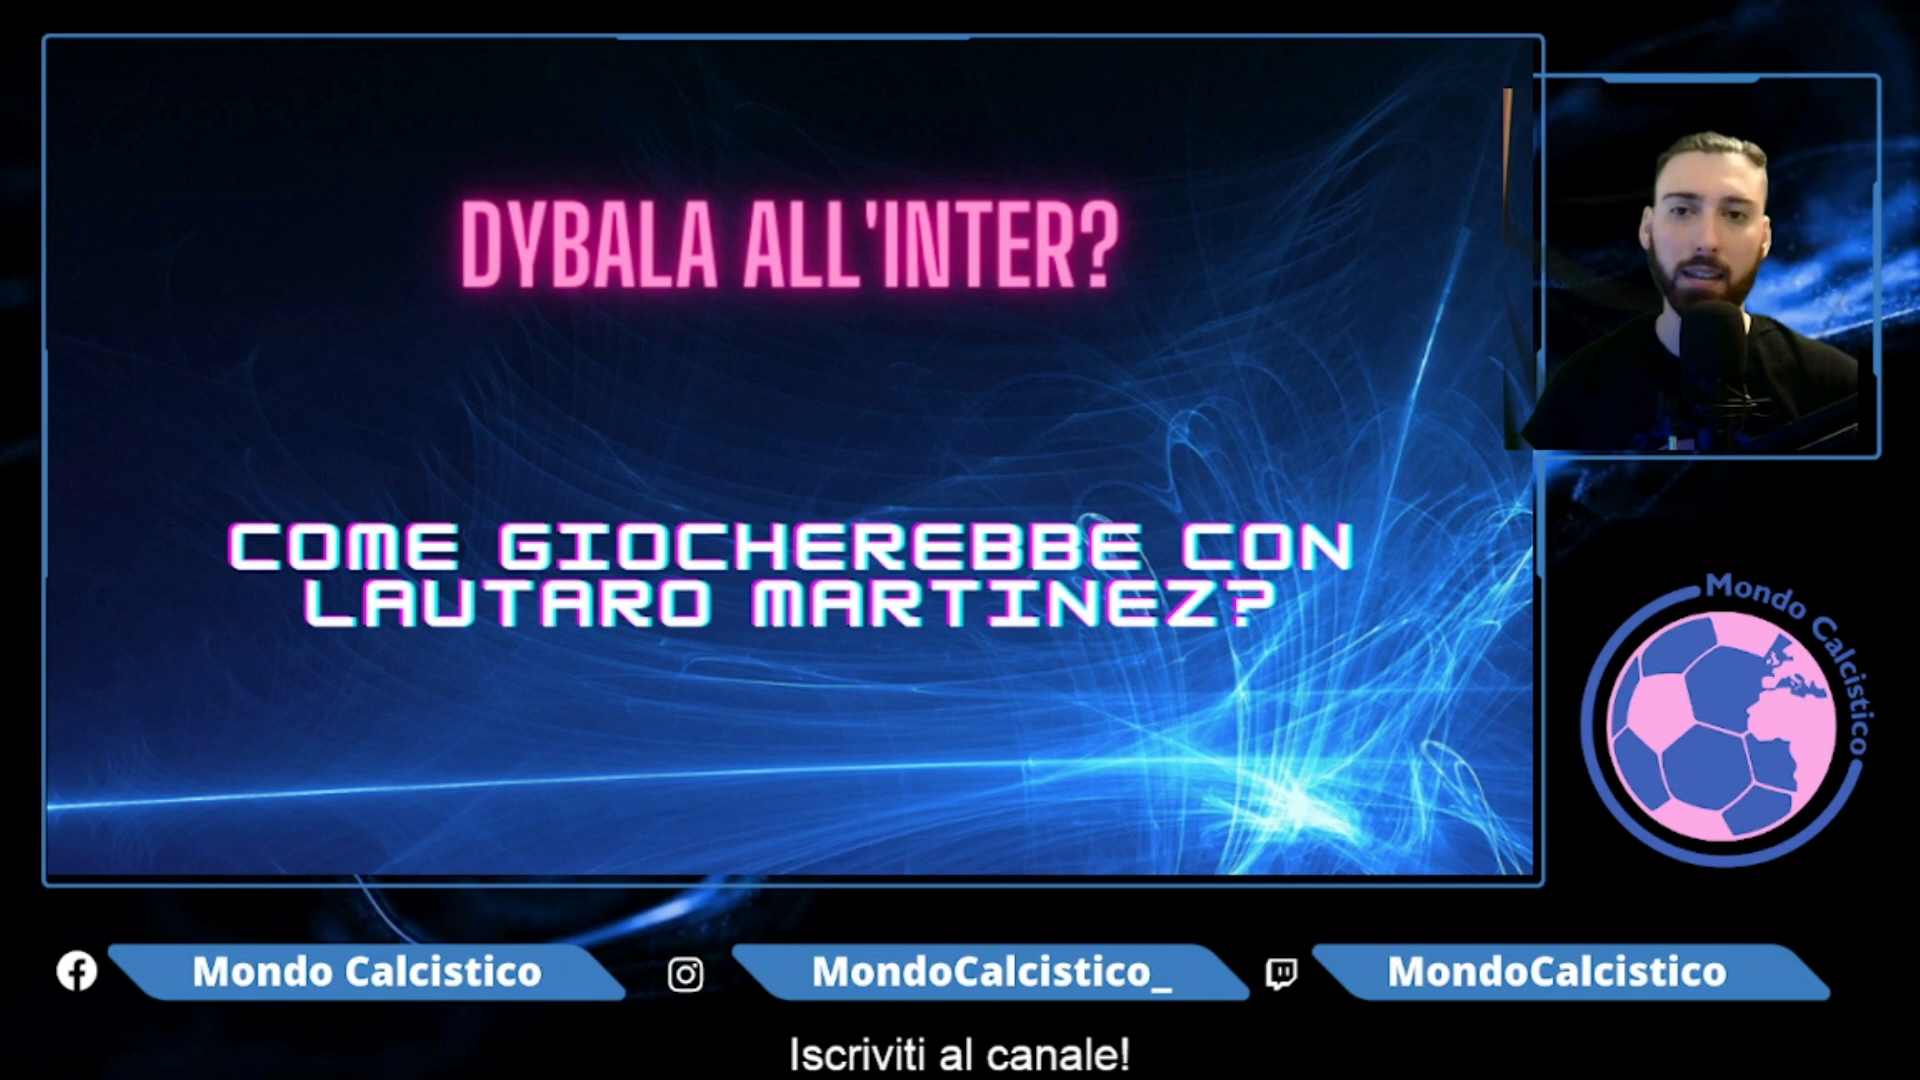 DYBALA ALL'INTER?
COME GIOCHEREBBE CON
LAUTARO MARTINEZ?
Mondo Calcistico
Mondo Calcistico
MondoCalcistico_
MondoCalcistico
Iscriviti al canale!